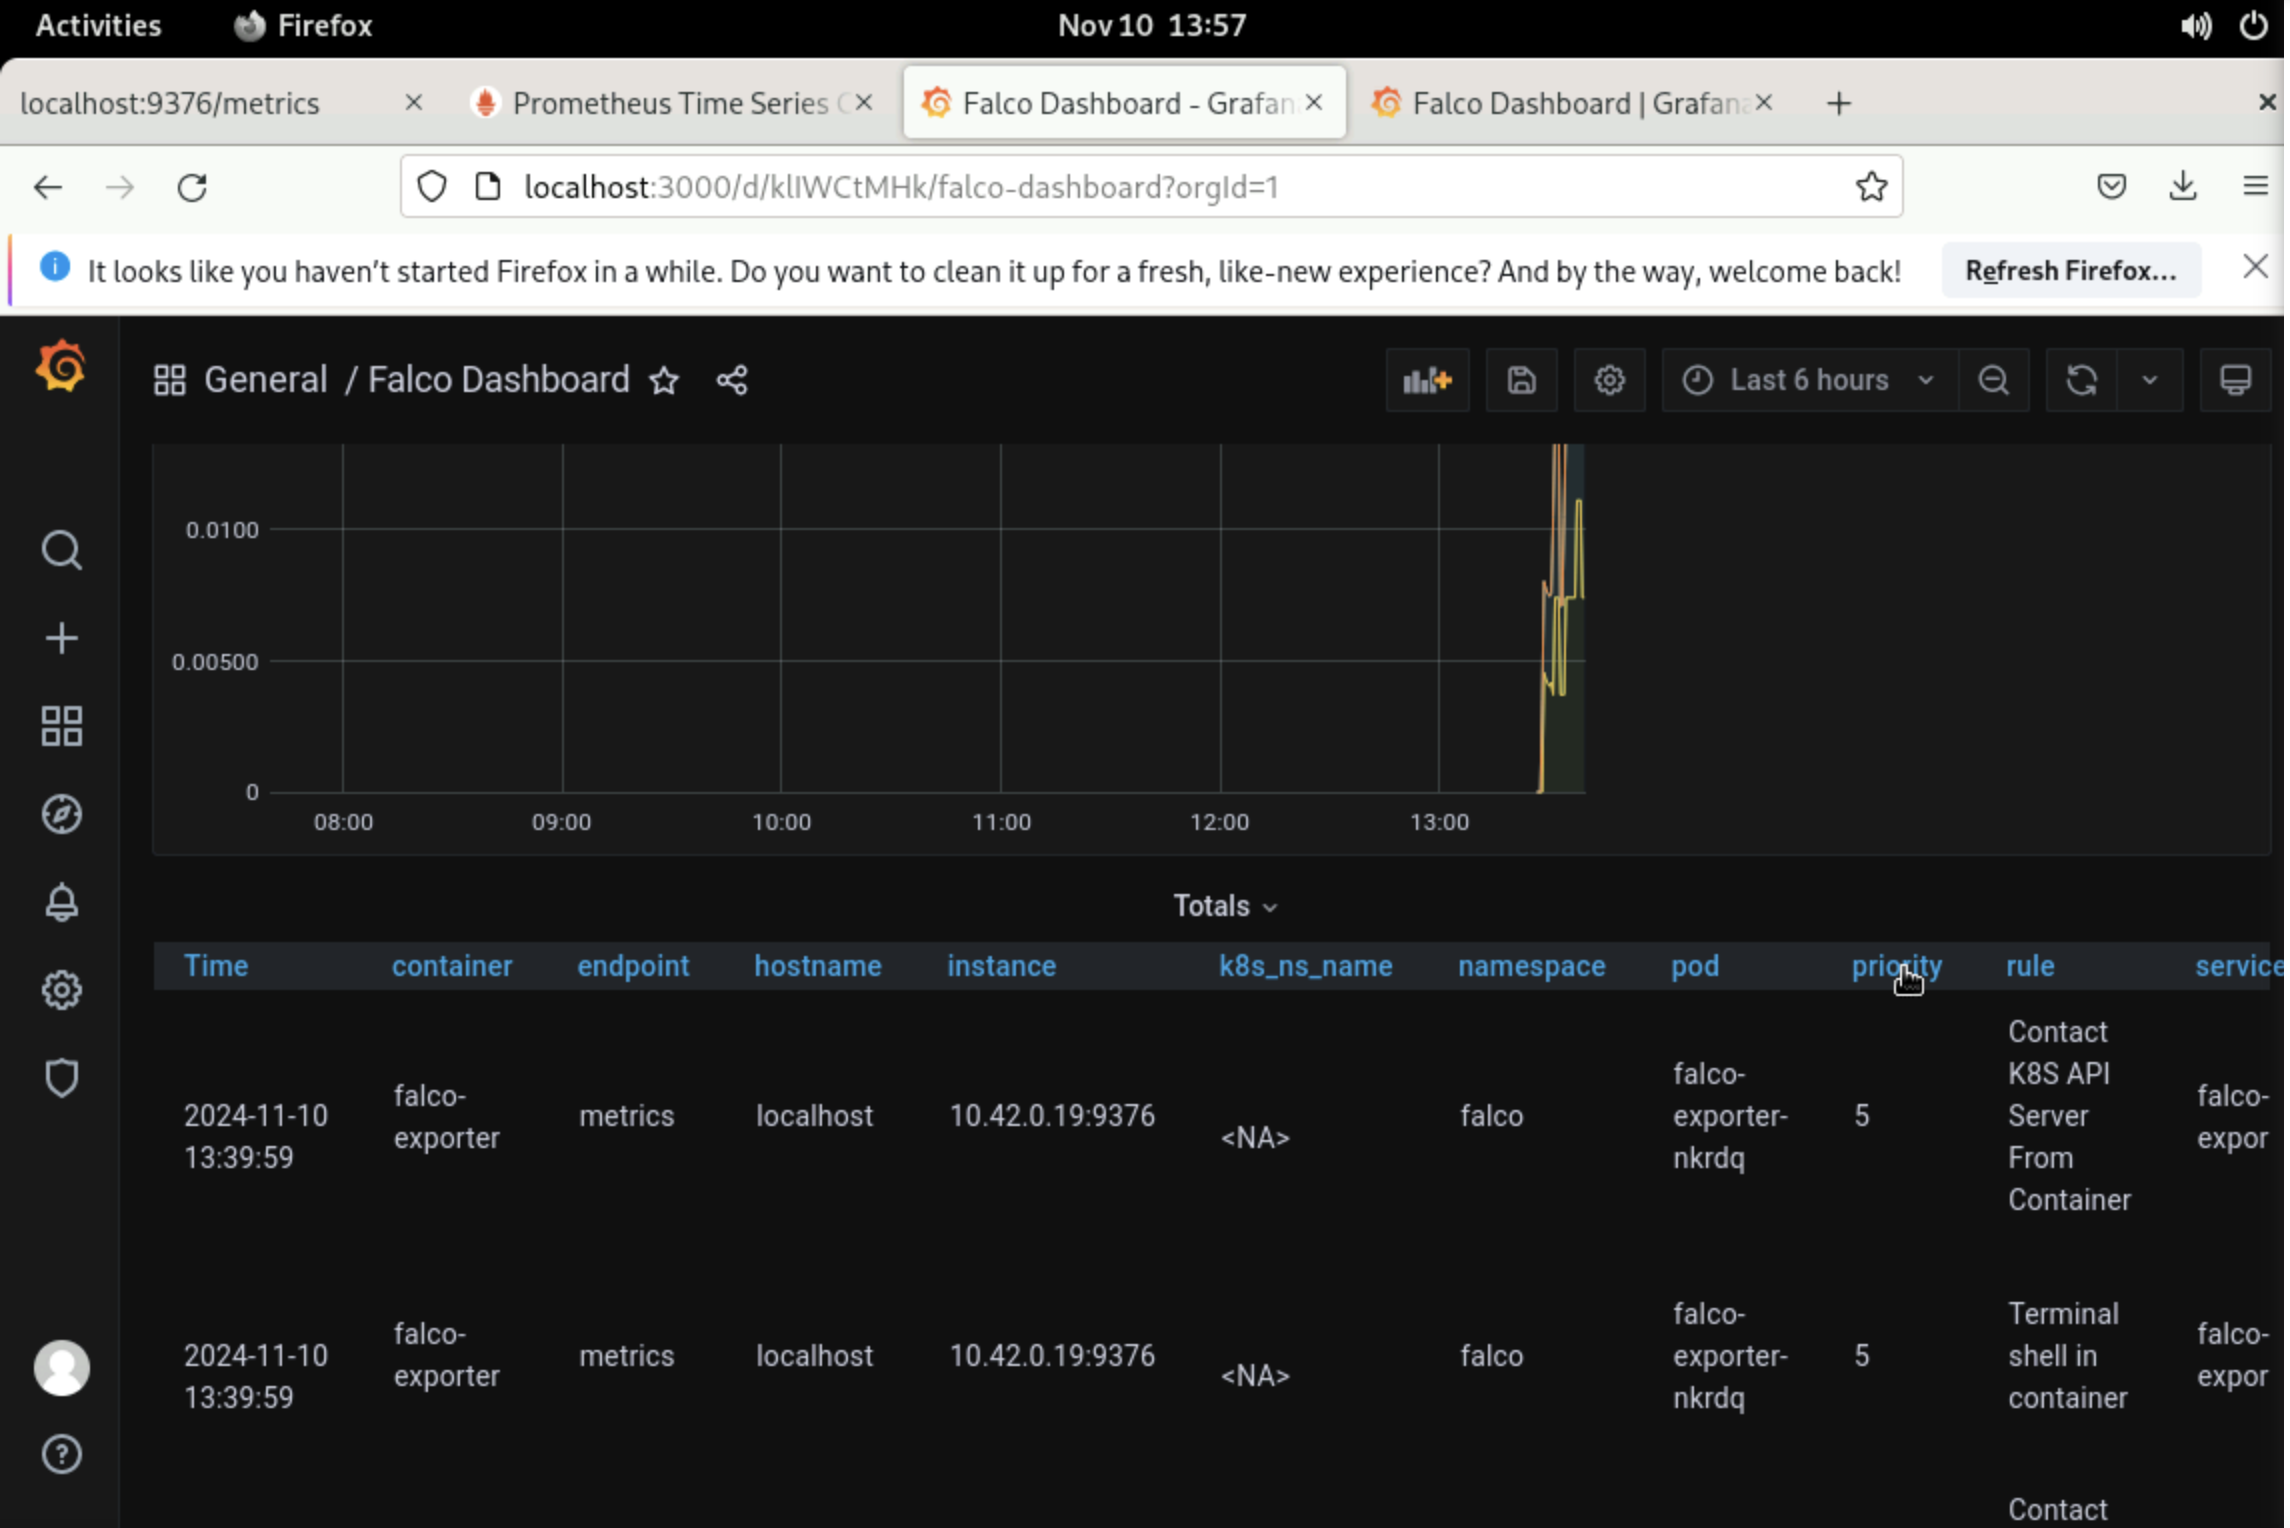 Activities Firefox Nov 10 13:57
localhost:9376/metrics Prometheus Time Series C Falco Dashboard - Grafana Falco Dashboard | Grafana
localhost:3000/d/klIWCtMHk/falco-dashboard?orgId=1
It looks like you haven't started Firefox in a while. Do you want to clean it up for a fresh, like-new experience? And by the way, welcome back! Refresh Firefox...
General / Falco Dashboard Last 6 hours
0.0100
0.00500
0
08:00 09:00 10:00 11:00 12:00 13:00
Totals
Time container endpoint hostname instance k8s_ns_name namespace pod priority rule service
2024-11-10
13:39:59
falco-
exporter
metrics
localhost
10.42.0.19:9376
<NA>
falco
falco-
exporter-
nkrdq
5
Contact
K8S API
Server
From
Container
falco-
expor
2024-11-10
13:39:59
falco-
exporter
metrics
localhost
10.42.0.19:9376
<NA>
falco
falco-
exporter-
nkrdq
5
Terminal
shell in
container
falco-
expor
Contact